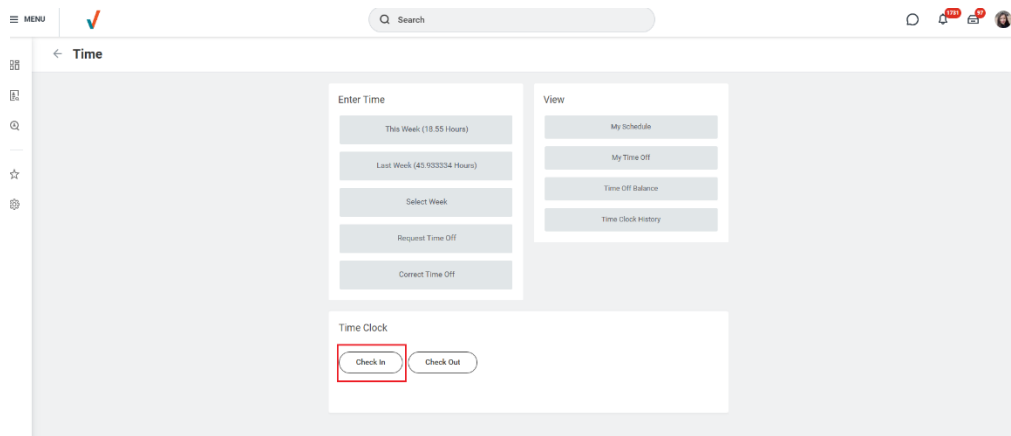 MENU
Search
1781
97
Time
Enter Time
This Week (18.55 Hours)
Last Week (45.933334 Hours)
Select Week
Request Time Off
Correct Time Off
View
My Schedule
My Time Off
Time Off Balance
Time Clock History
Time Clock
Check In
Check Out